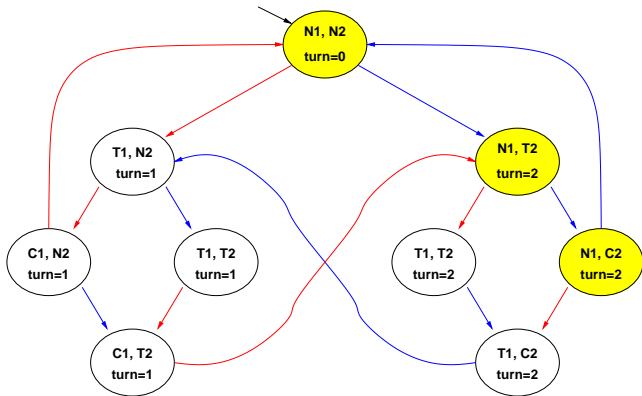 N1, N2
turn=0
T1, N2
turn=1
N1, T2
turn=2
C1, N2
turn=1
T1, T2
turn=1
T1, T2
turn=2
N1, C2
turn=2
C1, T2
turn=1
T1, C2
turn=2